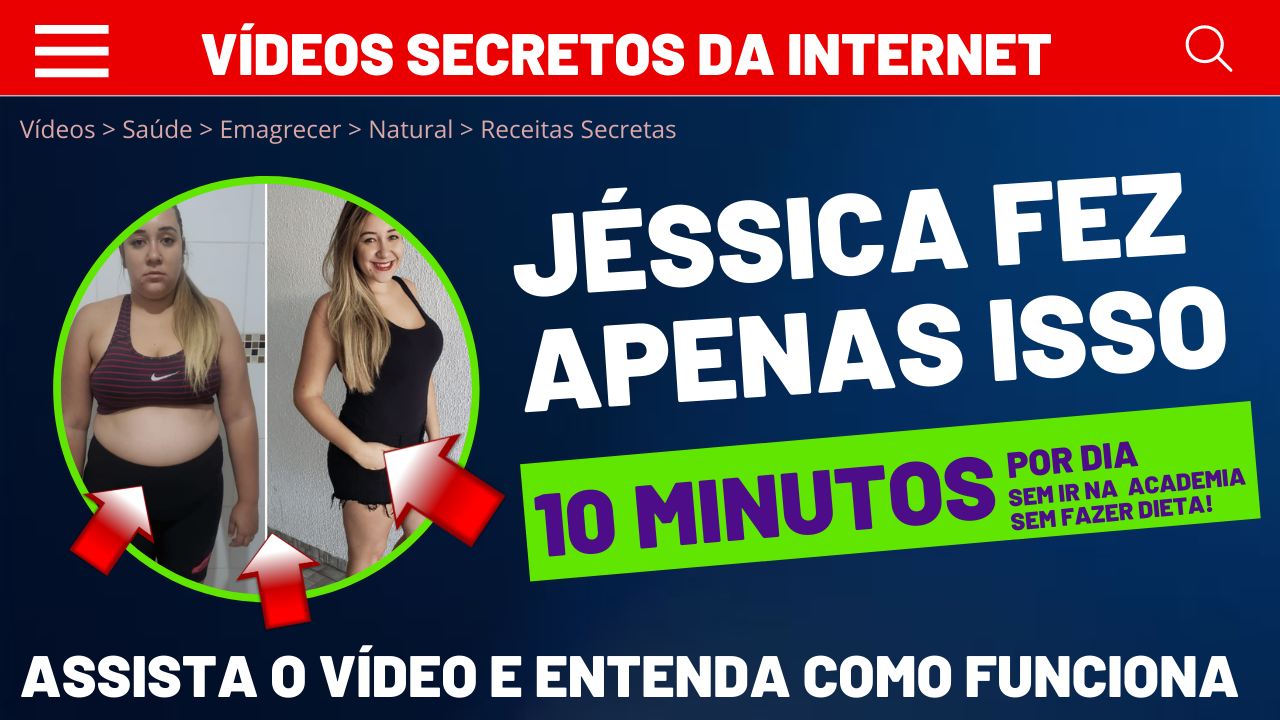 VÍDEOS SECRETOS DA INTERNET
Vídeos > Saúde > Emagrecer > Natural > Receitas Secretas
JÉSSICA FEZ
APENAS ISSO
10 MINUTOS
POR DIA
SEM IR NA ACADEMIA
SEM FAZER DIETA!
ASSISTA O VÍDEO E ENTENDA COMO FUNCIONA